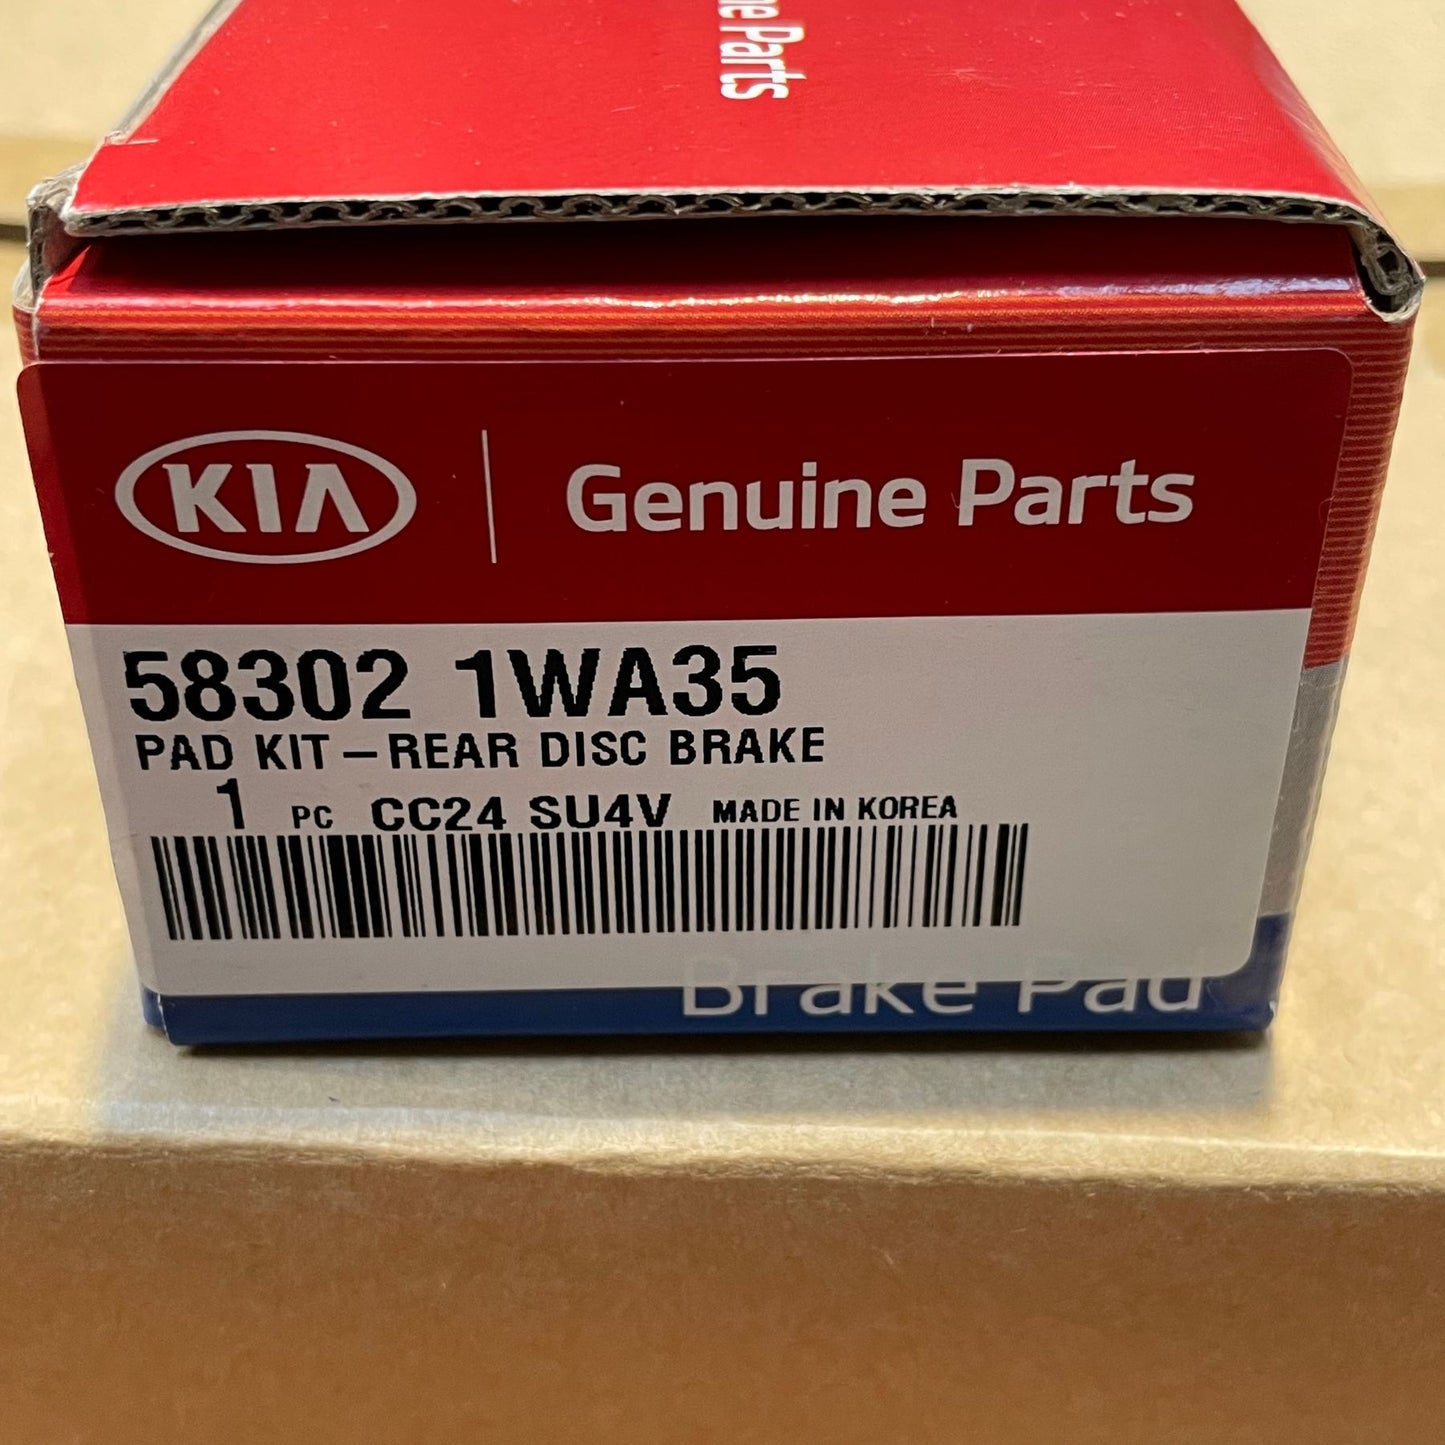 ne Parts
KIA Genuine Parts
58302 1WA35
PAD KIT-REAR DISC BRAKE
1 PC CC24 SU4V MADE IN KOREA
Brake Pad